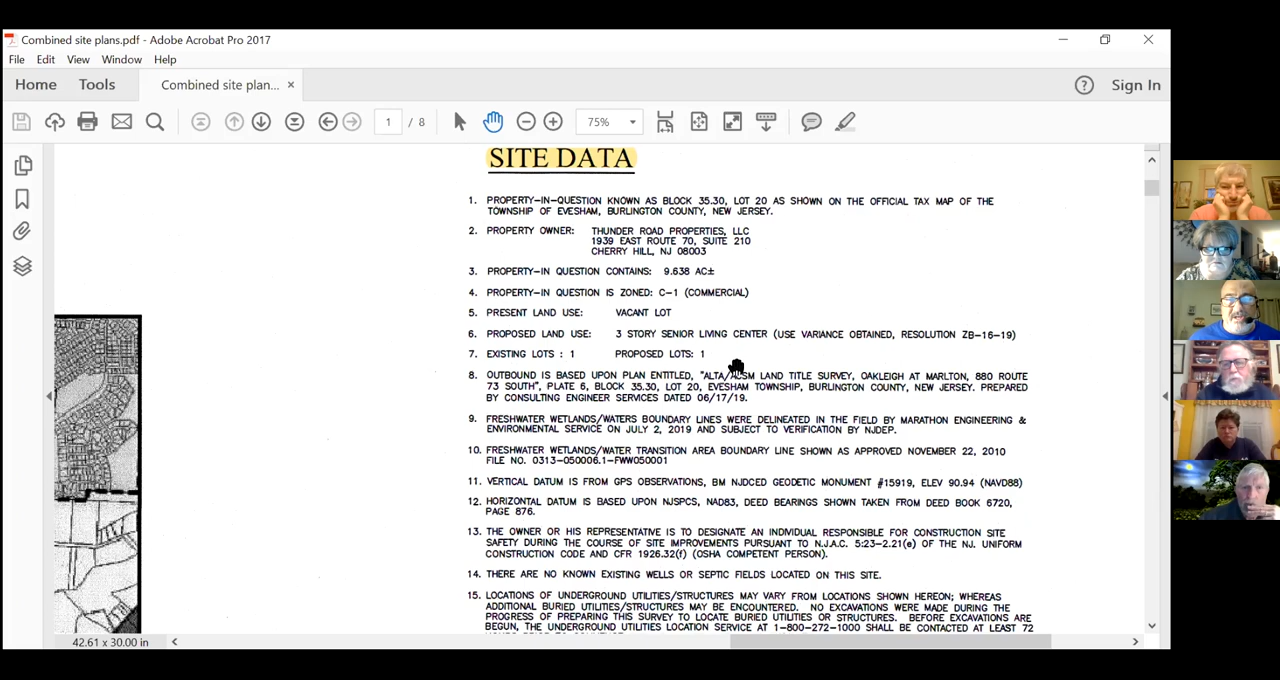 Combined site plans.pdf - Adobe Acrobat Pro 2017
File Edit View Window Help
Home Tools Combined site plan... × Sign In
1 / 8 75%
SITE DATA
1. PROPERTY-IN-QUESTION KNOWN AS BLOCK 35.30, LOT 20 AS SHOWN ON THE OFFICIAL TAX MAP OF THE
TOWNSHIP OF EVESHAM, BURLINGTON COUNTY, NEW JERSEY.
2. PROPERTY OWNER: THUNDER ROAD PROPERTIES, LLC
1939 EAST ROUTE 70, SUITE 210
CHERRY HILL, NJ 08003
3. PROPERTY-IN QUESTION CONTAINS: 9.638 AC±
4. PROPERTY-IN QUESTION IS ZONED: C-1 (COMMERCIAL)
5. PRESENT LAND USE: VACANT LOT
6. PROPOSED LAND USE: 3 STORY SENIOR LIVING CENTER (USE VARIANCE OBTAINED, RESOLUTION ZB-16-19)
7. EXISTING LOTS : 1 PROPOSED LOTS: 1
8. OUTBOUND IS BASED UPON PLAN ENTITLED, "ALTA/ACSM LAND TITLE SURVEY, OAKLEIGH AT MARLTON, 880 ROUTE
73 SOUTH", PLATE 6, BLOCK 35.30, LOT 20, EVESHAM TOWNSHIP, BURLINGTON COUNTY, NEW JERSEY. PREPARED
BY CONSULTING ENGINEER SERVICES DATED 06/17/19.
9. FRESHWATER WETLANDS/WATERS BOUNDARY LINES WERE DELINEATED IN THE FIELD BY MARATHON ENGINEERING &
ENVIRONMENTAL SERVICE ON JULY 2, 2019 AND SUBJECT TO VERIFICATION BY NJDEP.
10. FRESHWATER WETLANDS/WATER TRANSITION AREA BOUNDARY LINE SHOWN AS APPROVED NOVEMBER 22, 2010
FILE NO. 0313-050006.1-FWW050001
11. VERTICAL DATUM IS FROM GPS OBSERVATIONS, BM NJDCED GEODETIC MONUMENT #15919, ELEV 90.94 (NAVD88)
12. HORIZONTAL DATUM IS BASED UPON NJSPCS, NAD83, DEED BEARINGS SHOWN TAKEN FROM DEED BOOK 6720,
PAGE 876.
13. THE OWNER OR HIS REPRESENTATIVE IS TO DESIGNATE AN INDIVIDUAL RESPONSIBLE FOR CONSTRUCTION SITE
SAFETY DURING THE COURSE OF SITE IMPROVEMENTS PURSUANT TO N.J.A.C. 5:23-2.21(e) OF THE NJ. UNIFORM
CONSTRUCTION CODE AND CFR 1926.32(f) (OSHA COMPETENT PERSON).
14. THERE ARE NO KNOWN EXISTING WELLS OR SEPTIC FIELDS LOCATED ON THIS SITE.
15. LOCATIONS OF UNDERGROUND UTILITIES/STRUCTURES MAY VARY FROM LOCATIONS SHOWN HEREON; WHEREAS
ADDITIONAL BURIED UTILITIES/STRUCTURES MAY BE ENCOUNTERED. NO EXCAVATIONS WERE MADE DURING THE
PROGRESS OF PREPARING THIS SURVEY TO LOCATE BURIED UTILITIES OR STRUCTURES. BEFORE EXCAVATIONS ARE
BEGUN, THE UNDERGROUND UTILITIES LOCATION SERVICE AT 1-800-272-1000 SHALL BE CONTACTED AT LEAST 72
42.61 x 30.00 in